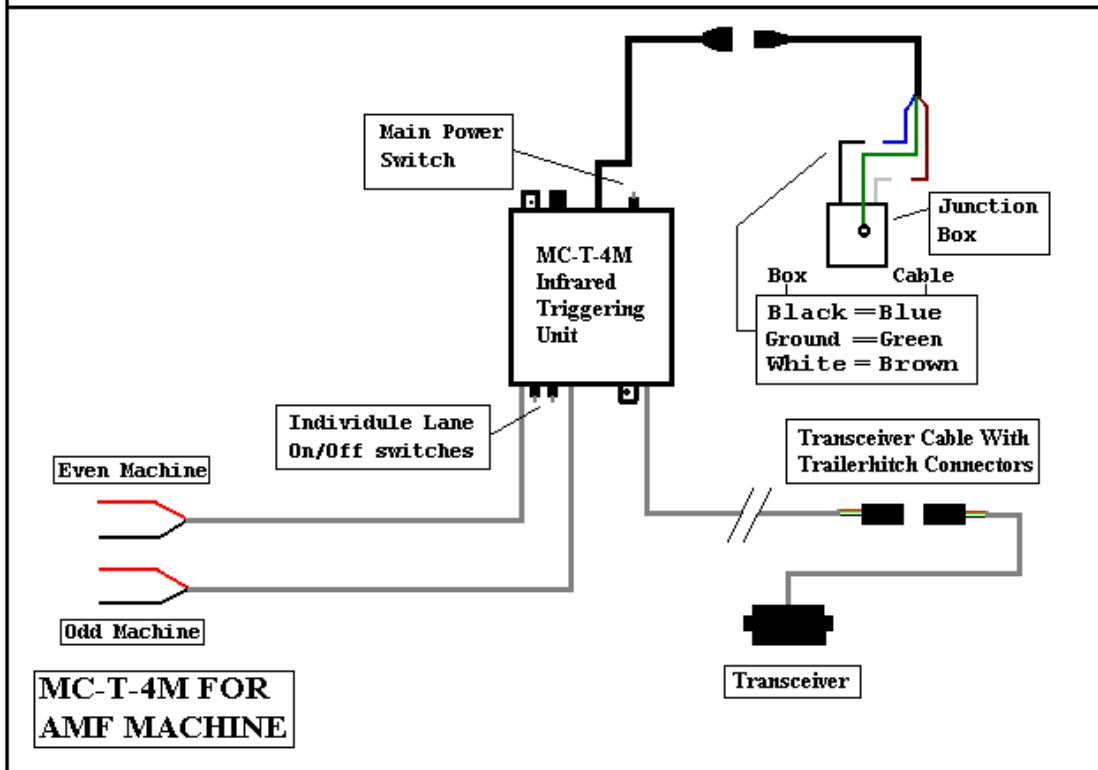 Main Power
Switch
MC-T-4M
Infrared
Triggering
Unit
Junction
Box
Box Cable
Black = Blue
Ground = Green
White = Brown
Individule Lane
On/Off switches
Transceiver Cable With
Trailerhitch Connectors
Even Machine
Odd Machine
Transceiver
MC-T-4M FOR
AMF MACHINE